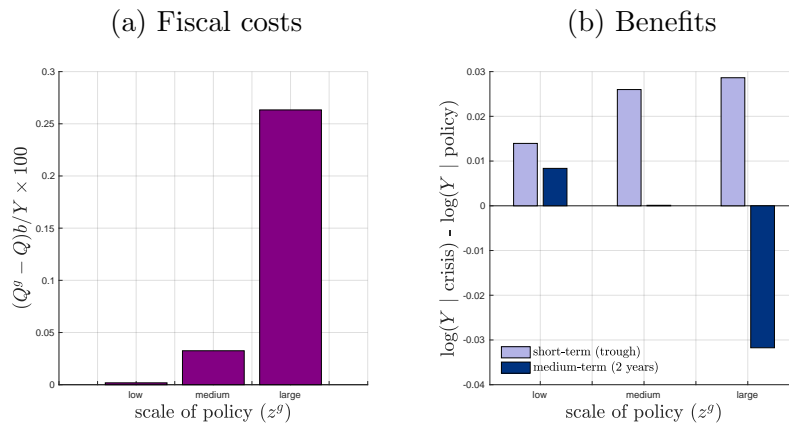 (a) Fiscal costs
0.3
0.25
0.2
0.15
0.1
0.05
0
(Q^g − Q)b/Y × 100
low medium large
scale of policy (z^g)
(b) Benefits
0.03
0.02
0.01
0
-0.01
-0.02
-0.03
-0.04
log(Y | crisis) - log(Y | policy)
short-term (trough)
medium-term (2 years)
low medium large
scale of policy (z^g)